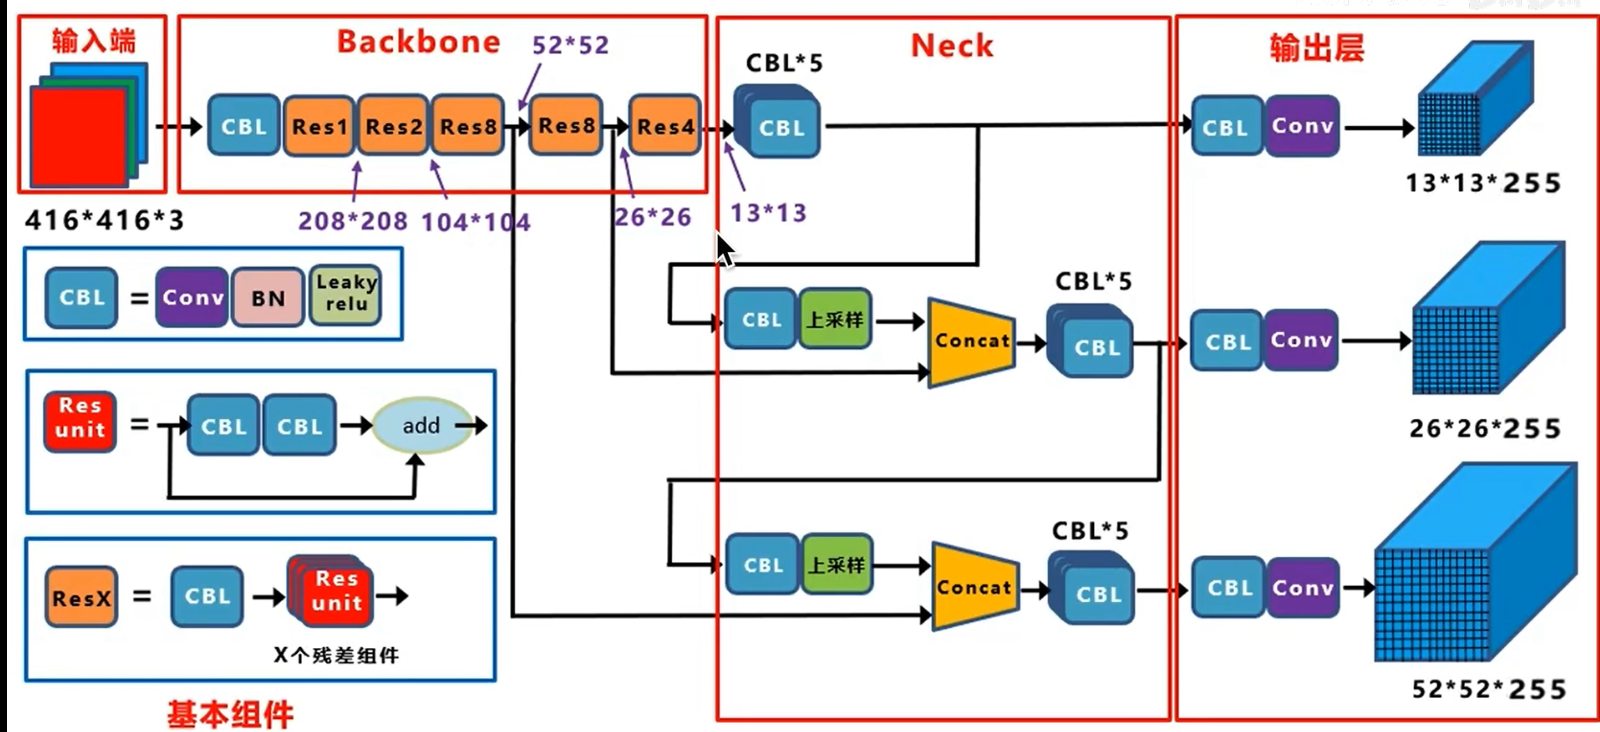 输入端
Backbone
52*52
Neck
输出层
CBL*5
CBL
Res1
Res2
Res8
Res8
Res4
CBL
CBL
Conv
13*13*255
416*416*3
208*208
104*104
26*26
13*13
CBL
=
Conv
BN
Leaky
relu
CBL*5
CBL
上采样
Concat
CBL
CBL
Conv
26*26*255
Res
unit
=
CBL
CBL
add
CBL*5
CBL
上采样
Concat
CBL
CBL
Conv
52*52*255
ResX
=
CBL
Res
unit
X个残差组件
基本组件